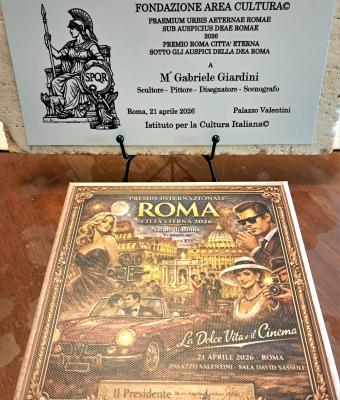 FONDAZIONE AREA CULTURA©
PRAEMIUM URBIS AETERNAE ROMAE
SUB AUSPICIUS DEAE ROMAE
2026
PREMIO ROMA CITTA' ETERNA
SOTTO GLI AUSPICI DELLA DEA ROMA
A
M° Gabriele Giardini
Scultore - Pittore - Disegnatore - Scenografo
Roma, 21 aprile 2026 Palazzo Valentini
Istituto per la Cultura Italiana©
SPQR
PREMIO INTERNAZIONALE
ROMA
CITTÀ ETERNA 2026
Natale di Roma
La Dolce Vita e il Cinema
21 APRILE 2026 - ROMA
PALAZZO VALENTINI - SALA DAVID SASSOLI
Il Presidente